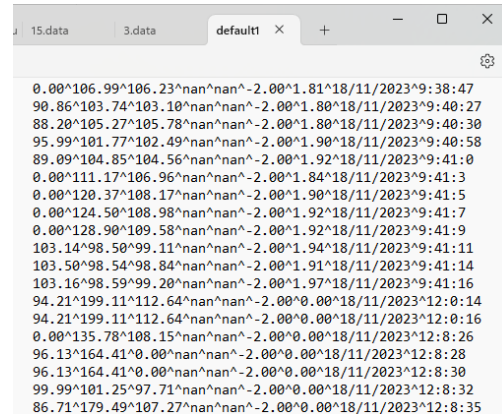 15.data 3.data default1
0.00^106.99^106.23^nan^nan^-2.00^1.81^18/11/2023^9:38:47
90.86^103.74^103.10^nan^nan^-2.00^1.80^18/11/2023^9:40:27
88.20^105.27^105.78^nan^nan^-2.00^1.80^18/11/2023^9:40:30
95.99^101.77^102.49^nan^nan^-2.00^1.90^18/11/2023^9:40:58
89.09^104.85^104.56^nan^nan^-2.00^1.92^18/11/2023^9:41:0
0.00^111.17^106.96^nan^nan^-2.00^1.84^18/11/2023^9:41:3
0.00^120.37^108.17^nan^nan^-2.00^1.90^18/11/2023^9:41:5
0.00^124.50^108.98^nan^nan^-2.00^1.92^18/11/2023^9:41:7
0.00^128.90^109.58^nan^nan^-2.00^1.92^18/11/2023^9:41:9
103.14^98.50^99.11^nan^nan^-2.00^1.94^18/11/2023^9:41:11
103.50^98.54^98.84^nan^nan^-2.00^1.91^18/11/2023^9:41:14
103.16^98.59^99.20^nan^nan^-2.00^1.97^18/11/2023^9:41:16
94.21^199.11^112.64^nan^nan^-2.00^0.00^18/11/2023^12:0:14
94.21^199.11^112.64^nan^nan^-2.00^0.00^18/11/2023^12:0:16
0.00^135.78^108.15^nan^nan^-2.00^0.00^18/11/2023^12:8:26
96.13^164.41^0.00^nan^nan^-2.00^0.00^18/11/2023^12:8:28
96.13^164.41^0.00^nan^nan^-2.00^0.00^18/11/2023^12:8:30
99.99^101.25^97.71^nan^nan^-2.00^0.00^18/11/2023^12:8:32
86.71^179.49^107.27^nan^nan^-2.00^0.00^18/11/2023^12:8:35